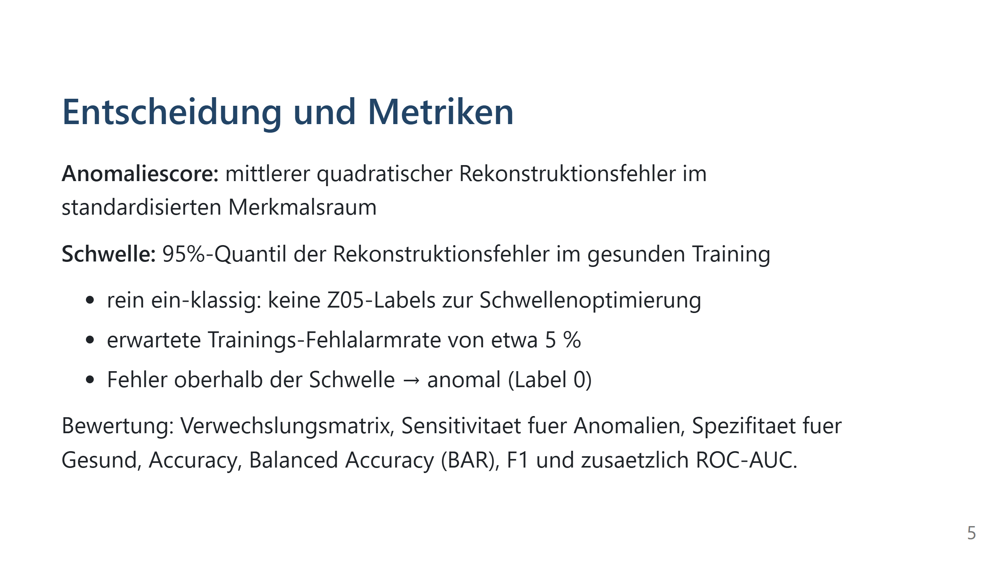 Entscheidung und Metriken
Anomaliescore: mittlerer quadratischer Rekonstruktionsfehler im
standardisierten Merkmalsraum
Schwelle: 95%-Quantil der Rekonstruktionsfehler im gesunden Training
• rein ein-klassig: keine Z05-Labels zur Schwellenoptimierung
• erwartete Trainings-Fehlalarmrate von etwa 5 %
• Fehler oberhalb der Schwelle → anomal (Label 0)
Bewertung: Verwechslungsmatrix, Sensitivitaet fuer Anomalien, Spezifitaet fuer
Gesund, Accuracy, Balanced Accuracy (BAR), F1 und zusaetzlich ROC-AUC.
5